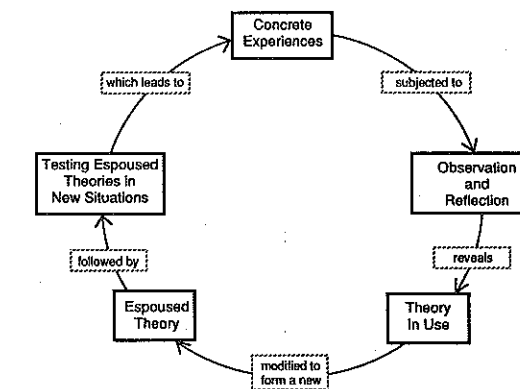 Concrete
Experiences
which leads to
subjected to
Testing Espoused
Theories in
New Situations
Observation
and
Reflection
followed by
reveals
Espoused
Theory
Theory
In Use
modified to
form a new